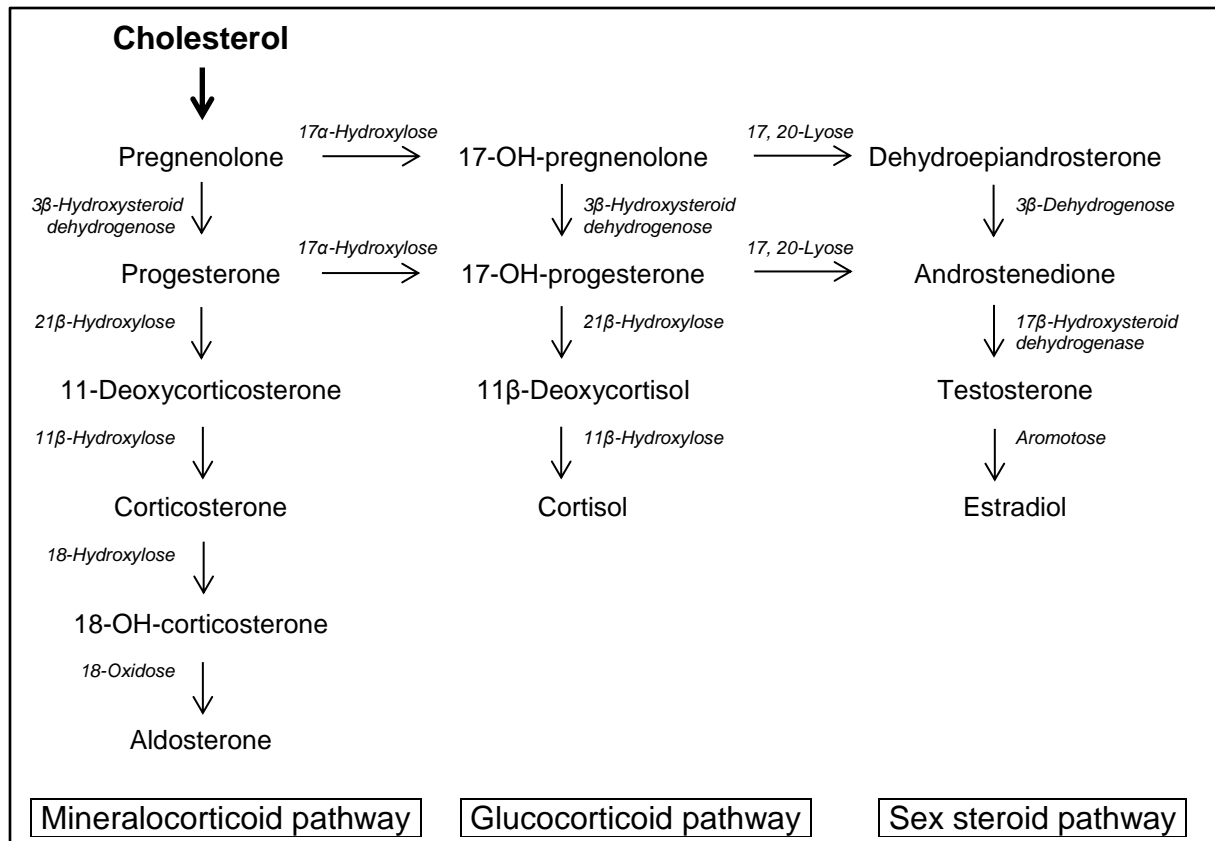 Cholesterol
17α-Hydroxylose
17, 20-Lyose
Pregnenolone
17-OH-pregnenolone
Dehydroepiandrosterone
3β-Hydroxysteroid
dehydrogenose
3β-Hydroxysteroid
dehydrogenose
3β-Dehydrogenose
17α-Hydroxylose
17, 20-Lyose
Progesterone
17-OH-progesterone
Androstenedione
21β-Hydroxylose
21β-Hydroxylose
17β-Hydroxysteroid
dehydrogenase
11-Deoxycorticosterone
11β-Deoxycortisol
Testosterone
11β-Hydroxylose
11β-Hydroxylose
Aromotose
Corticosterone
Cortisol
Estradiol
18-Hydroxylose
18-OH-corticosterone
18-Oxidose
Aldosterone
Mineralocorticoid pathway
Glucocorticoid pathway
Sex steroid pathway